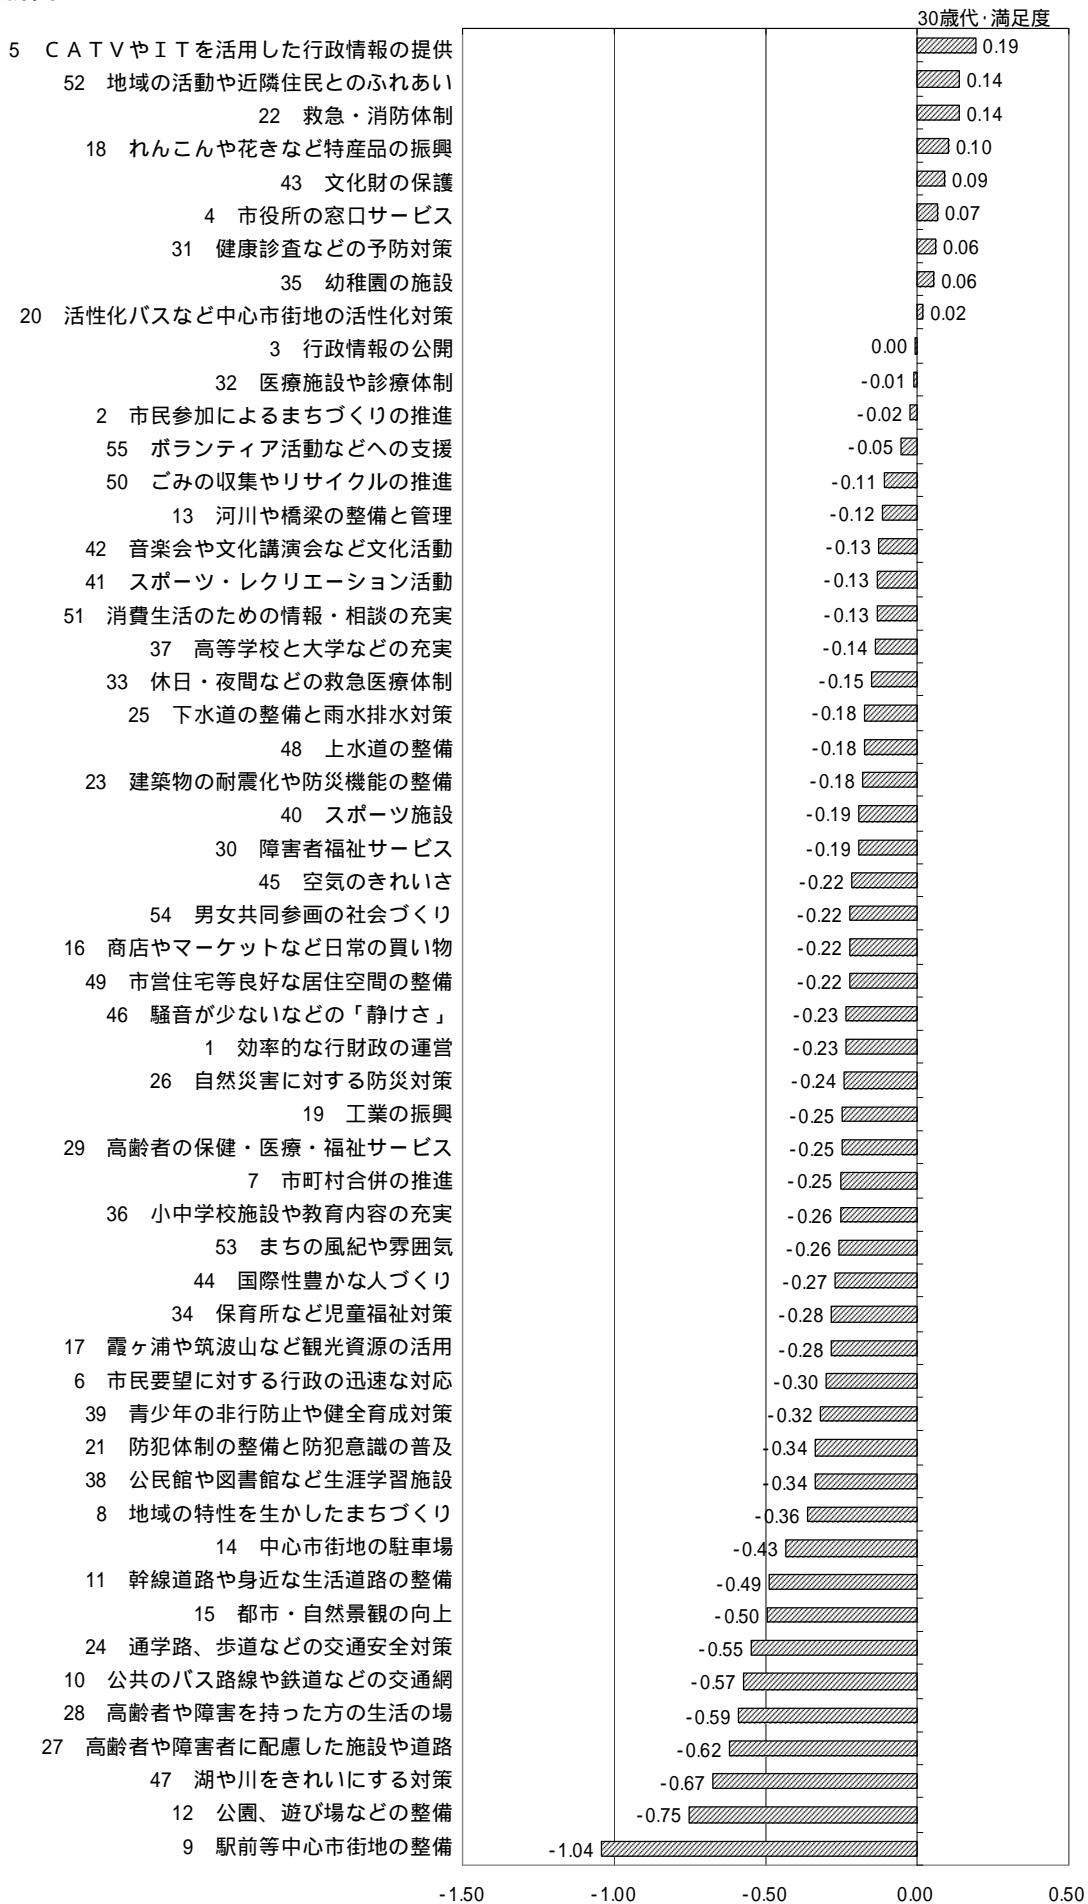 30歳代・満足度
5 ＣＡＴＶやＩＴを活用した行政情報の提供 0.19
52 地域の活動や近隣住民とのふれあい 0.14
22 救急・消防体制 0.14
18 れんこんや花きなど特産品の振興 0.10
43 文化財の保護 0.09
4 市役所の窓口サービス 0.07
31 健康診査などの予防対策 0.06
35 幼稚園の施設 0.06
20 活性化バスなど中心市街地の活性化対策 0.02
3 行政情報の公開 0.00
32 医療施設や診療体制 -0.01
2 市民参加によるまちづくりの推進 -0.02
55 ボランティア活動などへの支援 -0.05
50 ごみの収集やリサイクルの推進 -0.11
13 河川や橋梁の整備と管理 -0.12
42 音楽会や文化講演会など文化活動 -0.13
41 スポーツ・レクリエーション活動 -0.13
51 消費生活のための情報・相談の充実 -0.13
37 高等学校と大学などの充実 -0.14
33 休日・夜間などの救急医療体制 -0.15
25 下水道の整備と雨水排水対策 -0.18
48 上水道の整備 -0.18
23 建築物の耐震化や防災機能の整備 -0.18
40 スポーツ施設 -0.19
30 障害者福祉サービス -0.19
45 空気のきれいさ -0.22
54 男女共同参画の社会づくり -0.22
16 商店やマーケットなど日常の買い物 -0.22
49 市営住宅等良好な居住空間の整備 -0.22
46 騒音が少ないなどの「静けさ」 -0.23
1 効率的な行財政の運営 -0.23
26 自然災害に対する防災対策 -0.24
19 工業の振興 -0.25
29 高齢者の保健・医療・福祉サービス -0.25
7 市町村合併の推進 -0.25
36 小中学校施設や教育内容の充実 -0.26
53 まちの風紀や雰囲気 -0.26
44 国際性豊かな人づくり -0.27
34 保育所など児童福祉対策 -0.28
17 霞ヶ浦や筑波山など観光資源の活用 -0.28
6 市民要望に対する行政の迅速な対応 -0.30
39 青少年の非行防止や健全育成対策 -0.32
21 防犯体制の整備と防犯意識の普及 -0.34
38 公民館や図書館など生涯学習施設 -0.34
8 地域の特性を生かしたまちづくり -0.36
14 中心市街地の駐車場 -0.43
11 幹線道路や身近な生活道路の整備 -0.49
15 都市・自然景観の向上 -0.50
24 通学路、歩道などの交通安全対策 -0.55
10 公共のバス路線や鉄道などの交通網 -0.57
28 高齢者や障害を持った方の生活の場 -0.59
27 高齢者や障害者に配慮した施設や道路 -0.62
47 湖や川をきれいにする対策 -0.67
12 公園、遊び場などの整備 -0.75
9 駅前等中心市街地の整備 -1.04
-1.50 -1.00 -0.50 0.00 0.50